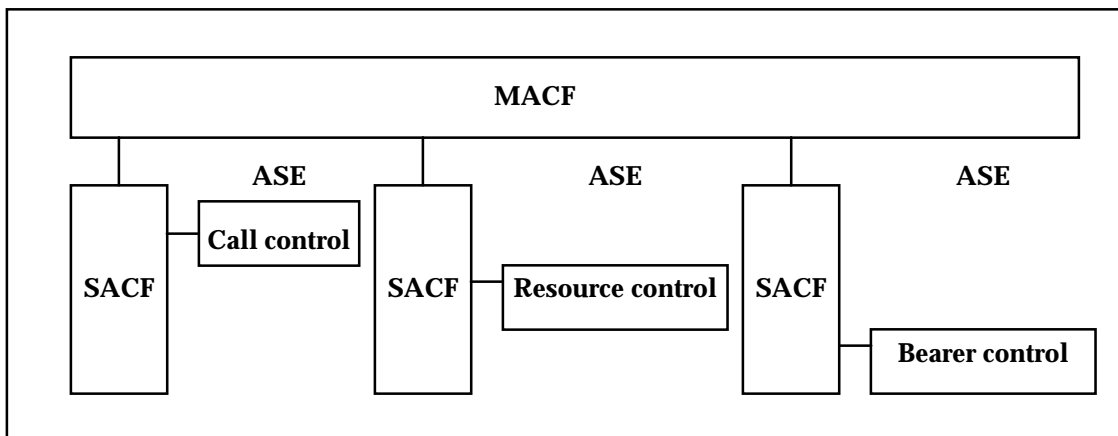 MACF
ASE
ASE
ASE
Call control
SACF
SACF
Resource control
SACF
Bearer control